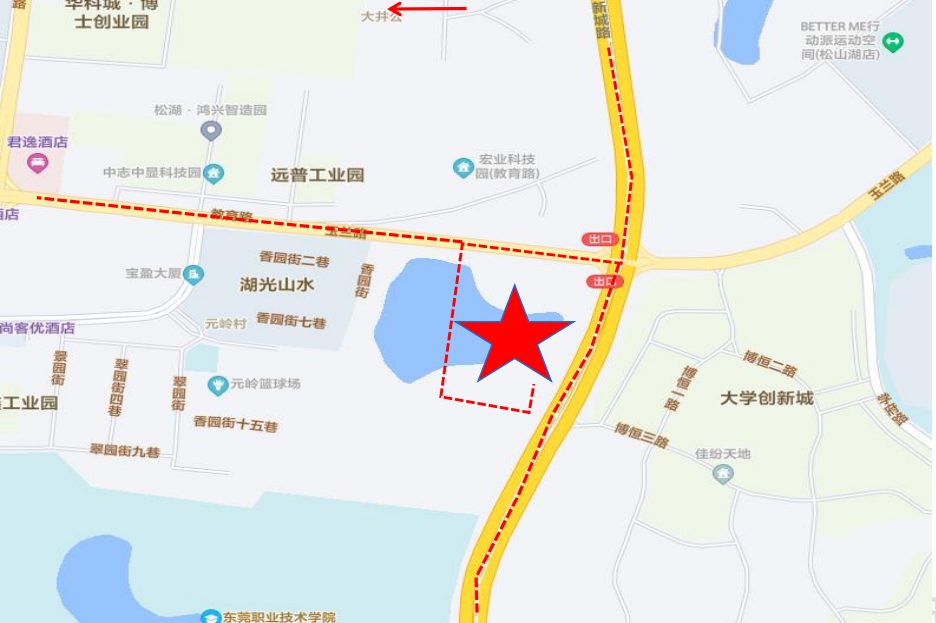 路
华科城·博
士创业园
大井公
新城路
BETTER ME行
动派运动空
间(松山湖店)
松湖·鸿兴智造园
君逸酒店
中志中显科技园
远普工业园
宏业科技
园(教育路)
玉兰路
酒店
教育路
玉兰路
出口
香园街二巷
宝盈大厦
湖光山水
香园街
出口
元岭村
香园街七巷
尚客优酒店
景园街
翠园街四巷
翠园街
元岭篮球场
工业园
香园街十五巷
翠园街九巷
博恒二路
博恒一路
大学创新城
博恒三路
佳纷天地
东莞职业技术学院